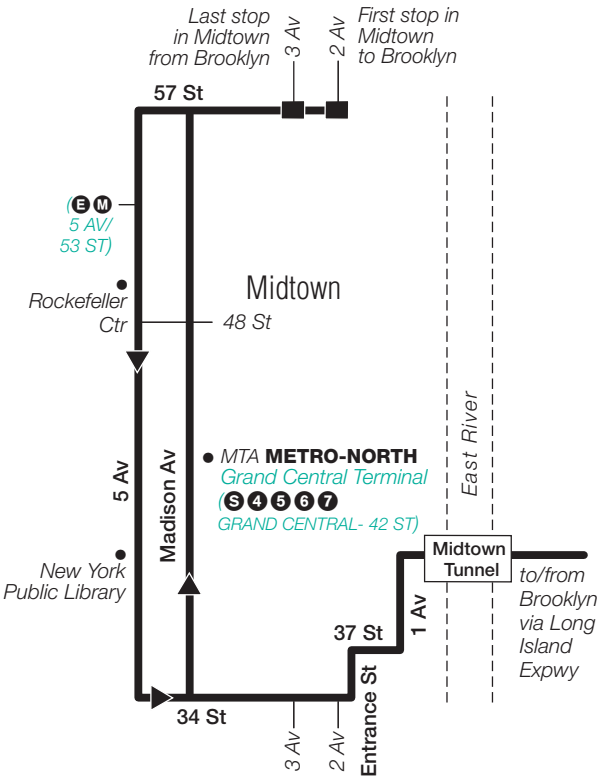 Last stop
in Midtown
from Brooklyn
3 Av
2 Av
First stop in
Midtown
to Brooklyn
57 St
(E M
5 AV/
53 ST)
Rockefeller
Ctr
Midtown
48 St
5 Av
Madison Av
MTA METRO-NORTH
Grand Central Terminal
(S 4 5 6 7
GRAND CENTRAL- 42 ST)
East River
New York
Public Library
Midtown
Tunnel
to/from
Brooklyn
via Long
Island
Expwy
1 Av
37 St
34 St
3 Av
2 Av
Entrance St